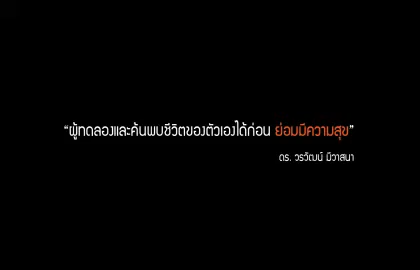 “ผู้ทดลองและค้นพบชีวิตของตัวเองได้ก่อน ย่อมมีความสุข”
ดร. วรวัฒน์ มีวาสนา